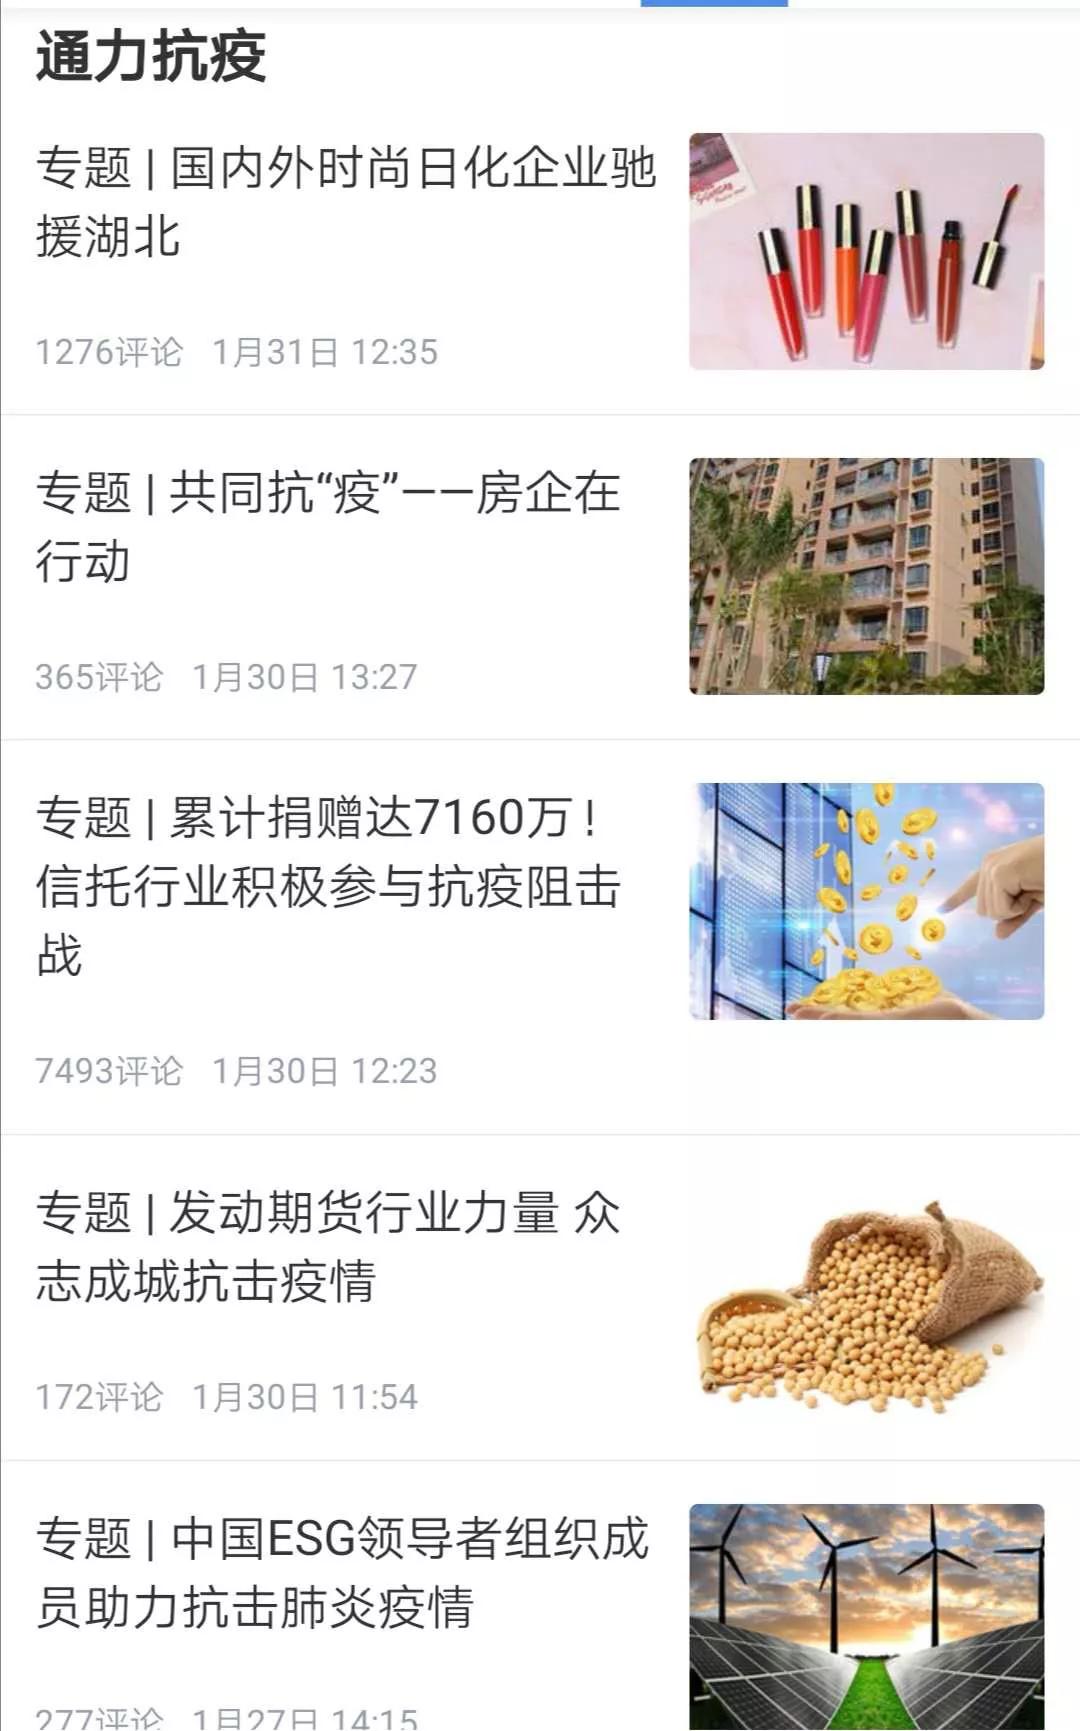 通力抗疫
专题 | 国内外时尚日化企业驰
援湖北
1276评论 1月31日 12:35
专题 | 共同抗“疫”——房企在
行动
365评论 1月30日 13:27
专题 | 累计捐赠达7160万！
信托行业积极参与抗疫阻击
战
7493评论 1月30日 12:23
专题 | 发动期货行业力量 众
志成城抗击疫情
172评论 1月30日 11:54
专题 | 中国ESG领导者组织成
员助力抗击肺炎疫情
277评论 1月27日 14:15